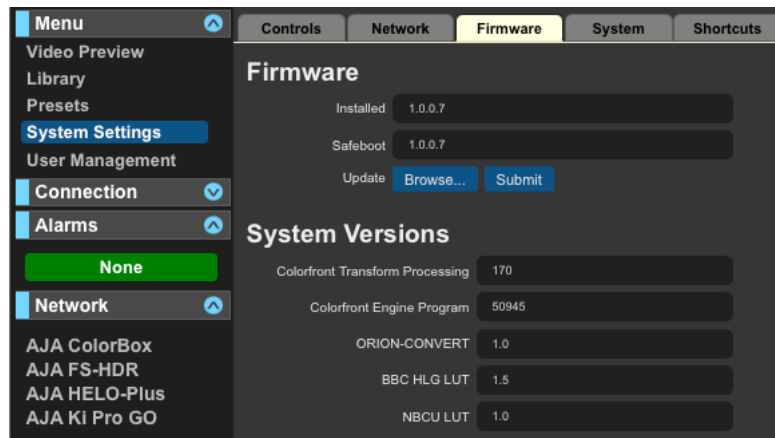 Menu
Video Preview
Library
Presets
System Settings
User Management
Connection
Alarms
None
Network
AJA ColorBox
AJA FS-HDR
AJA HELO-Plus
AJA Ki Pro GO
Controls Network Firmware System Shortcuts
Firmware
Installed 1.0.0.7
Safeboot 1.0.0.7
Update Browse... Submit
System Versions
Colorfront Transform Processing 170
Colorfront Engine Program 50945
ORION-CONVERT 1.0
BBC HLG LUT 1.5
NBCU LUT 1.0